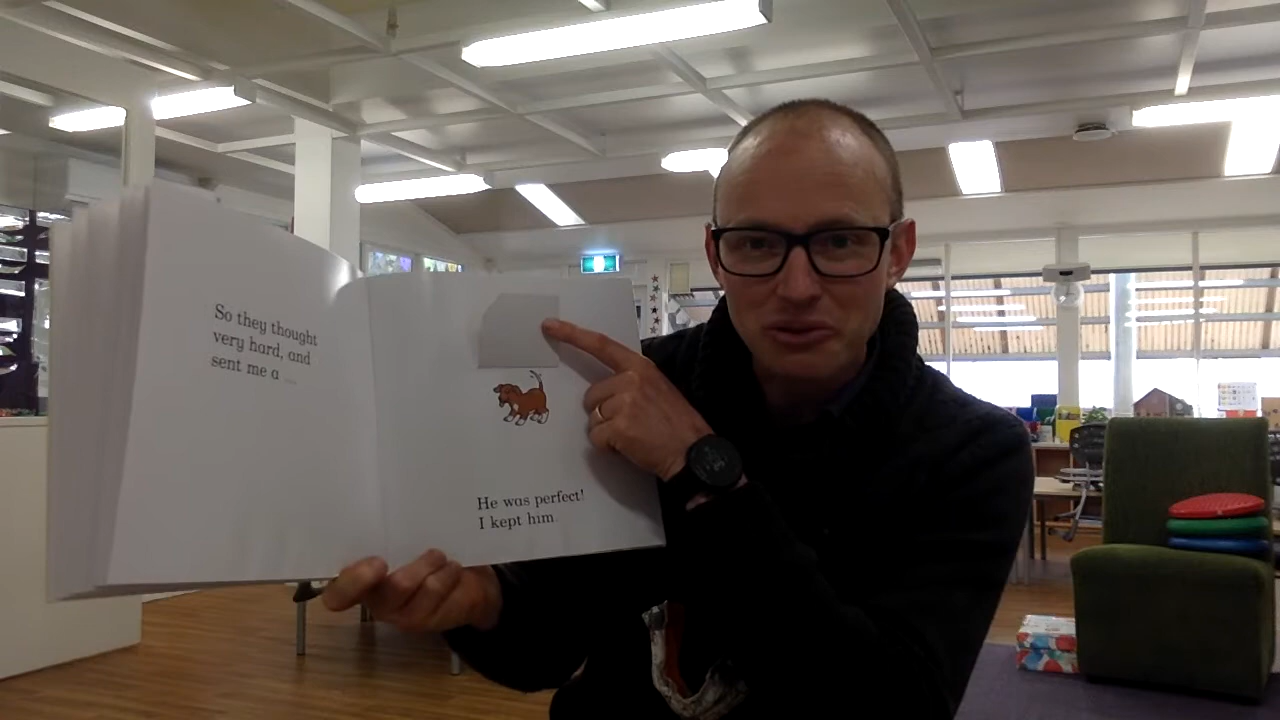 So they thought
very hard, and
sent me a ...
He was perfect!
I kept him.